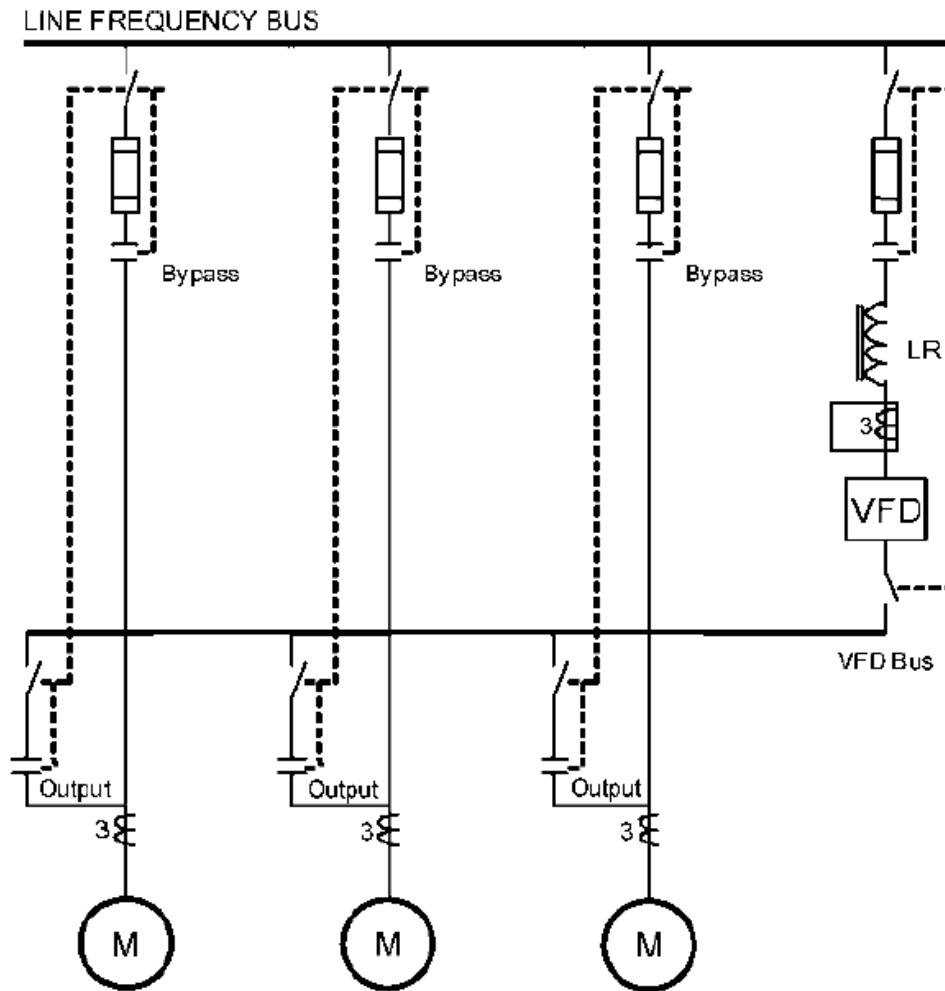 LINE FREQUENCY BUS
Bypass
Bypass
Bypass
LR
3
VFD
VFD Bus
Output
Output
Output
3
3
3
M
M
M